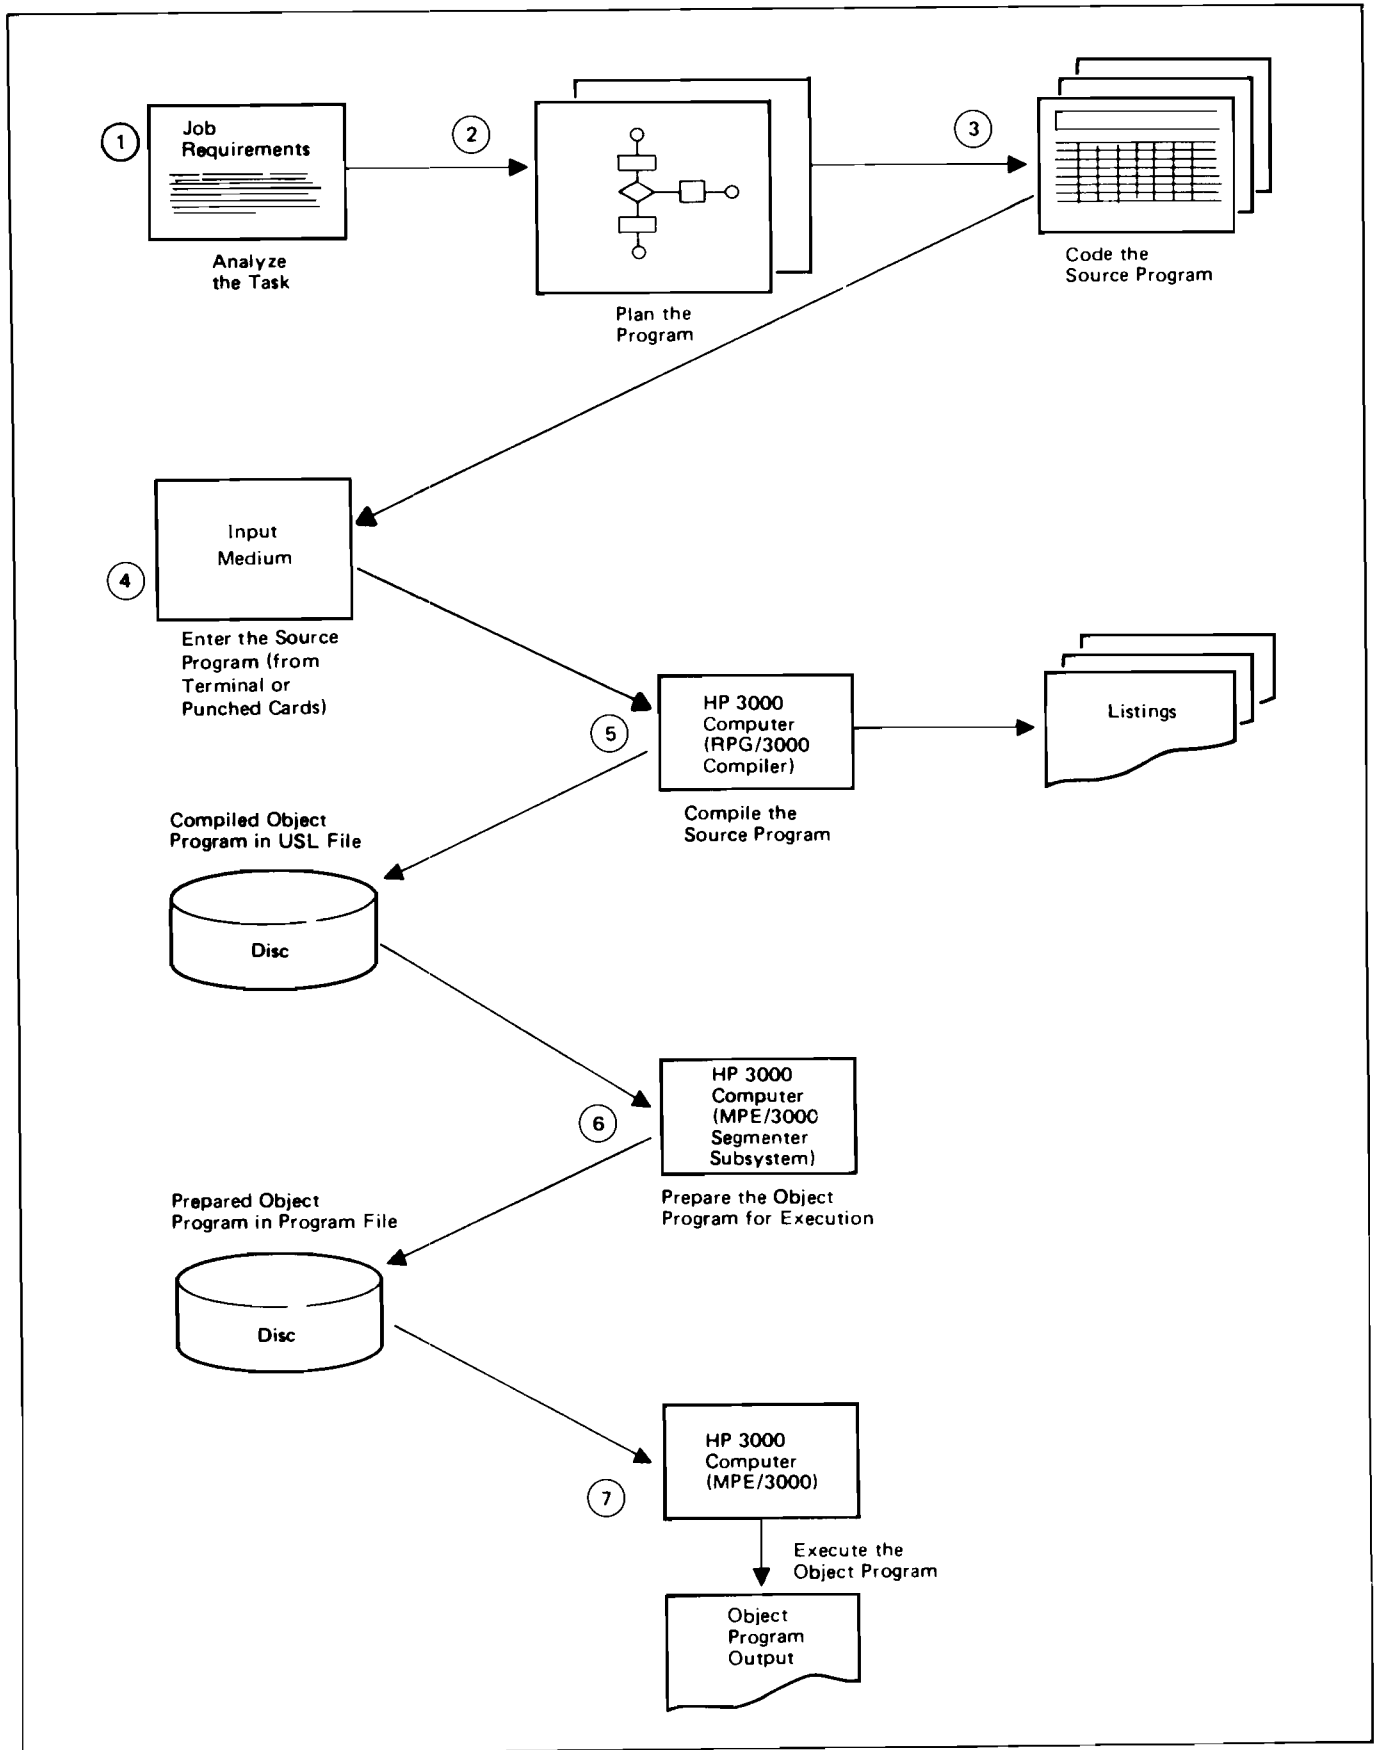 1
Job
Requirements
Analyze
the Task
2
Plan the
Program
3
Code the
Source Program
Input
Medium
4
Enter the Source
Program (from
Terminal or
Punched Cards)
HP 3000
Computer
(RPG/3000
Compiler)
5
Compile the
Source Program
Listings
Compiled Object
Program in USL File
Disc
HP 3000
Computer
(MPE/3000
Segmenter
Subsystem)
6
Prepare the Object
Program for Execution
Prepared Object
Program in Program File
Disc
HP 3000
Computer
(MPE/3000)
7
Execute the
Object Program
Object
Program
Output